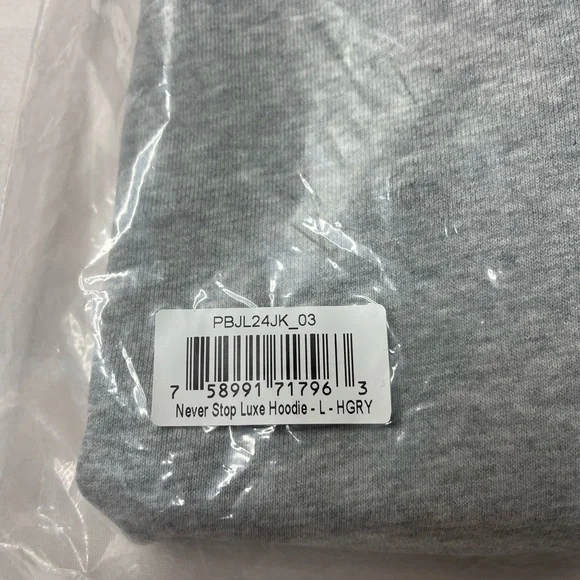 PBJL24JK_03
7 58991 71796 3
Never Stop Luxe Hoodie - L - HGRY